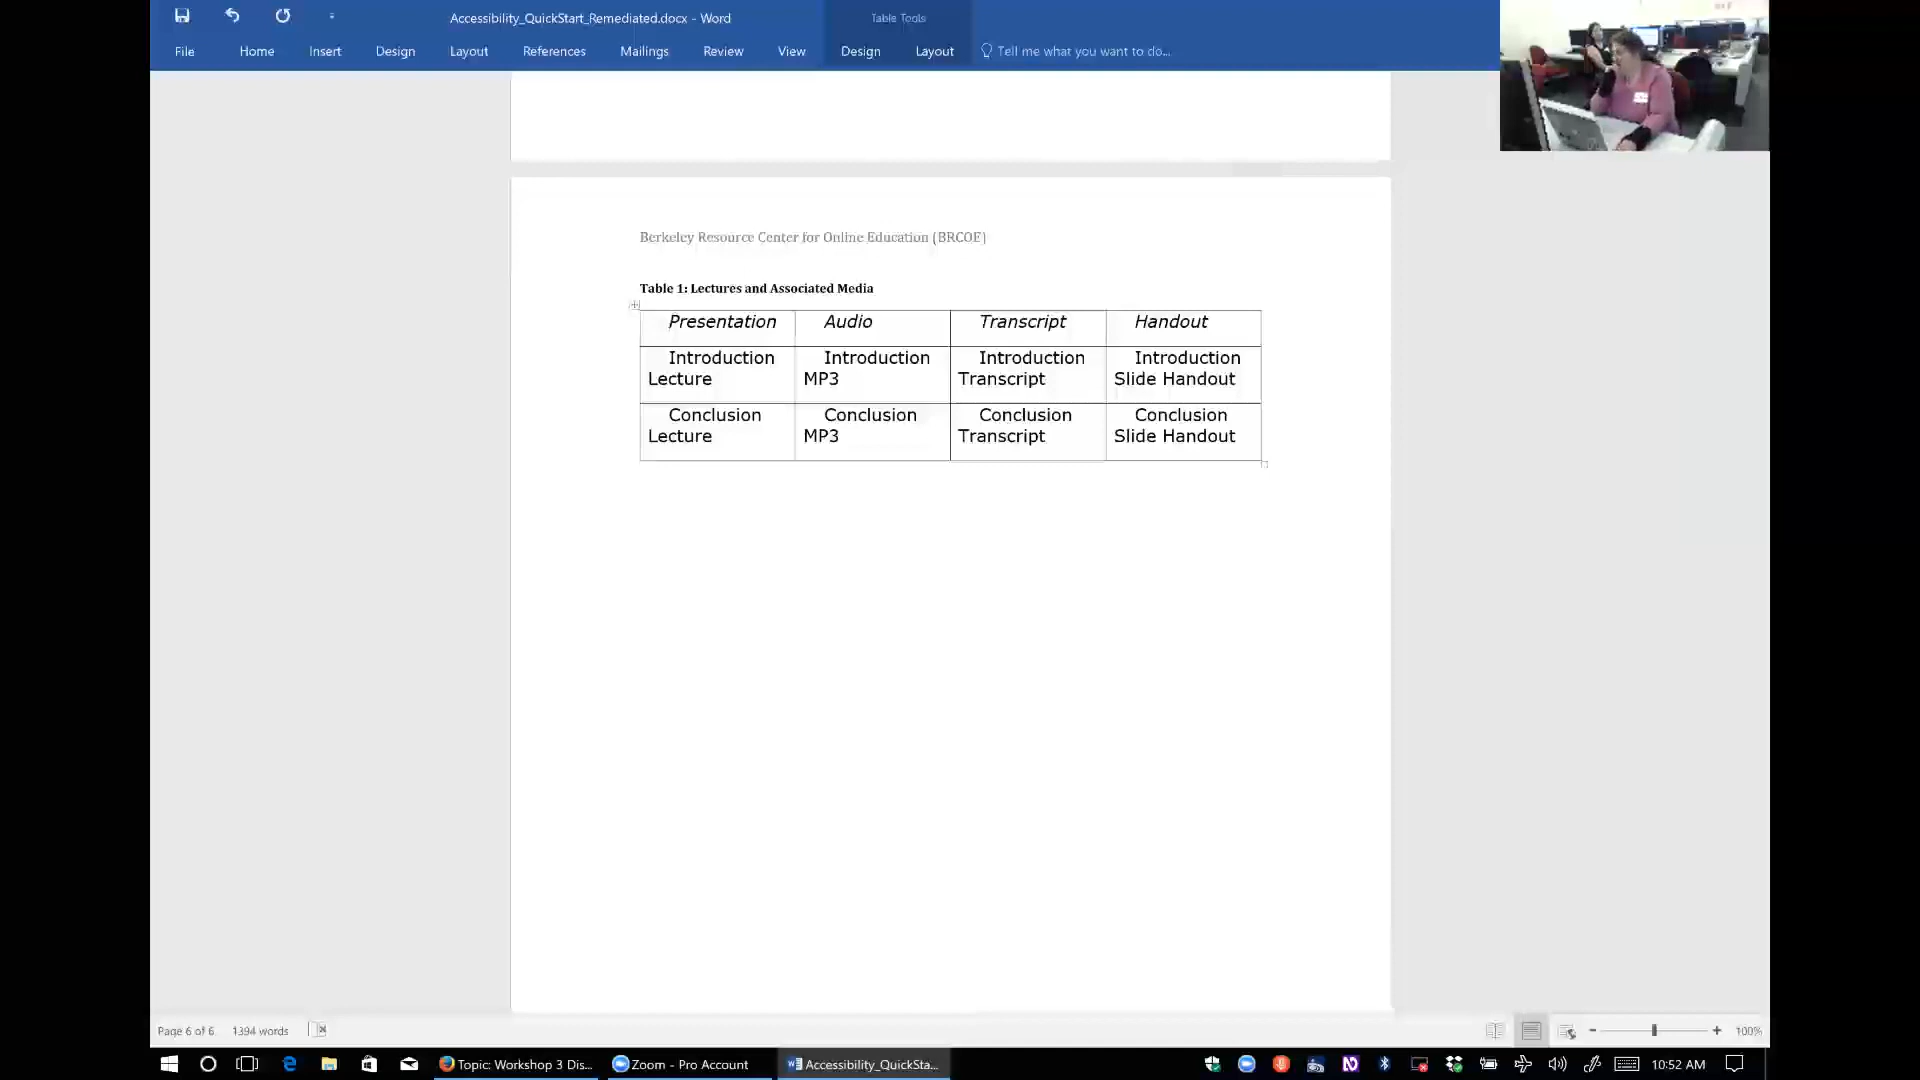 Accessibility_QuickStart_Remediated.docx - Word
Table Tools
File Home Insert Design Layout References Mailings Review View Design Layout Tell me what you want to do...
Berkeley Resource Center for Online Education (BRCOE)
Table 1: Lectures and Associated Media
Presentation Audio Transcript Handout
Introduction Introduction Introduction Introduction
Lecture MP3 Transcript Slide Handout
Conclusion Conclusion Conclusion Conclusion
Lecture MP3 Transcript Slide Handout
Page 6 of 6 1394 words 100%
Topic: Workshop 3 Dis... Zoom - Pro Account Accessibility_QuickSta... 10:52 AM